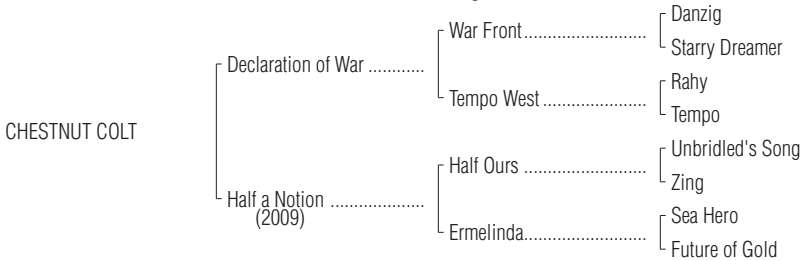 Danzig
War Front
Starry Dreamer
Declaration of War
Rahy
Tempo West
Tempo
CHESTNUT COLT
Unbridled's Song
Half Ours
Zing
Half a Notion
(2009)
Sea Hero
Ermelinda
Future of Gold